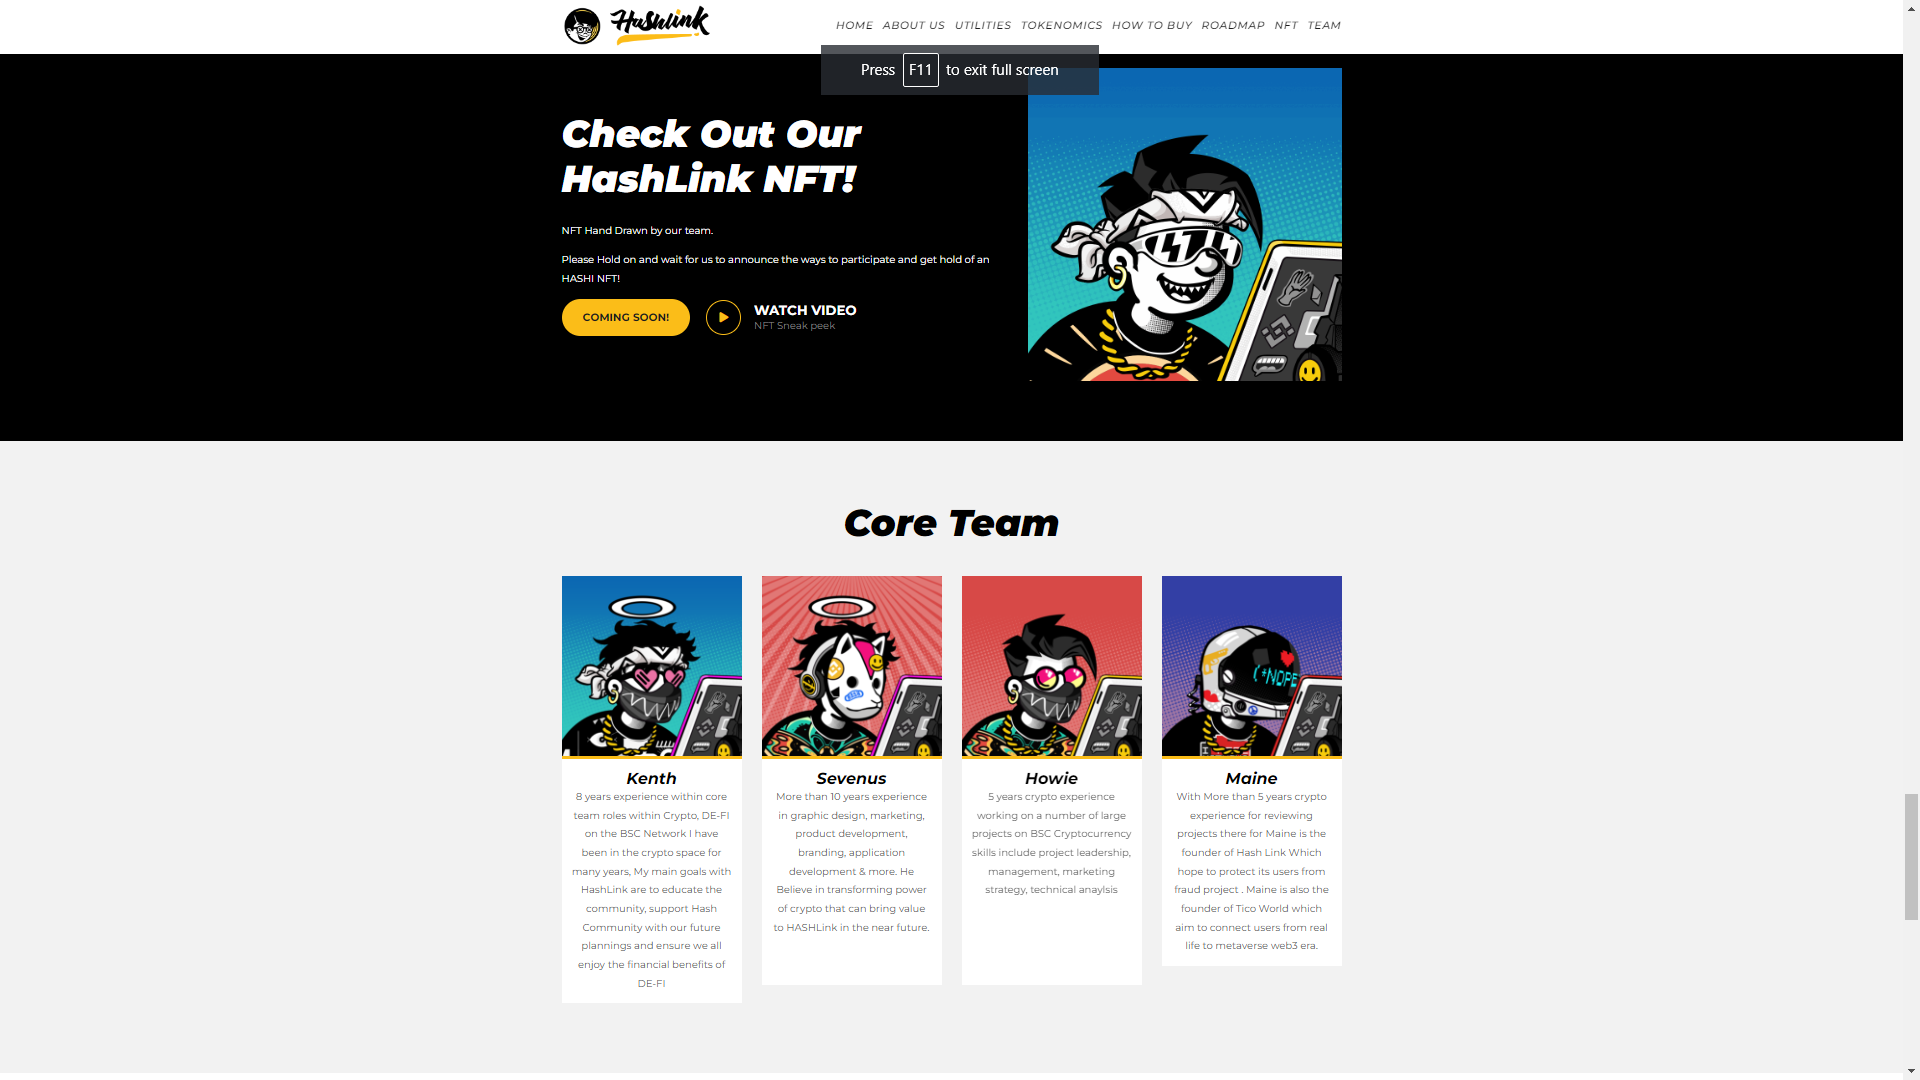 HashLink
HOME ABOUT US UTILITIES TOKENOMICS HOW TO BUY ROADMAP NFT TEAM
Press F11 to exit full screen
Check Out Our
HashLink NFT!
NFT Hand Drawn by our team.
Please Hold on and wait for us to announce the ways to participate and get hold of an
HASHI NFT!
COMING SOON!
WATCH VIDEO
NFT Sneak peek
Core Team
(*NOPE
Kenth
8 years experience within core
team roles within Crypto, DE-FI
on the BSC Network I have
been in the crypto space for
many years, My main goals with
HashLink are to educate the
community, support Hash
Community with our future
plannings and ensure we all
enjoy the financial benefits of
DE-FI
Sevenus
More than 10 years experience
in graphic design, marketing,
product development,
branding, application
development & more. He
Believe in transforming power
of crypto that can bring value
to HASHLink in the near future.
Howie
5 years crypto experience
working on a number of large
projects on BSC Cryptocurrency
skills include project leadership,
management, marketing
strategy, technical anaylsis
Maine
With More than 5 years crypto
experience for reviewing
projects there for Maine is the
founder of Hash Link Which
hope to protect its users from
fraud project . Maine is also the
founder of Tico World which
aim to connect users from real
life to metaverse web3 era.